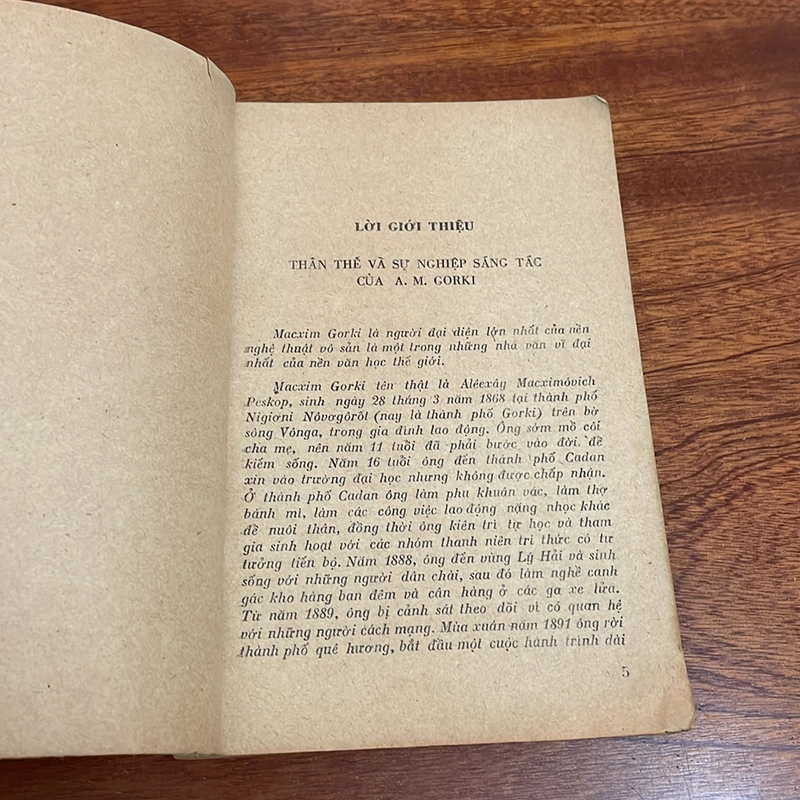 LỜI GIỚI THIỆU
THÂN THẾ VÀ SỰ NGHIỆP SÁNG TÁC
CỦA A. M. GORKI
Macxim Gorki là người đại diện lớn nhất của nền
nghệ thuật vô sản là một trong những nhà văn vĩ đại
nhất của nền văn học thế giới.
Macxim Gorki tên thật là Alêcxây Macximôvich
Pescop, sinh ngày 28 tháng 3 năm 1868 tại thành phố
Nigiơni Nôvơgôrôt (nay là thành phố Gorki) trên bờ
sông Vônga, trong gia đình lao động. Ông sớm mồ côi
cha mẹ, nên năm 11 tuổi đã phải bước vào đời để
kiếm sống. Năm 16 tuổi ông đến thành phố Cadan
xin vào trường đại học nhưng không được chấp nhận.
Ở thành phố Cadan ông làm phu khuân vác, làm thợ
bánh mì, làm các công việc lao động nặng nhọc khác
để nuôi thân, đồng thời ông kiên trì tự học và tham
gia sinh hoạt với các nhóm thanh niên trí thức có tư
tưởng tiến bộ. Năm 1888, ông đến vùng Lý Hải và sinh
sống với những người dân chài, sau đó làm nghề canh
gác kho hàng ban đêm và cân hàng ở các ga xe lửa.
Từ năm 1889, ông bị cảnh sát theo dõi vì có quan hệ
với những người cách mạng. Mùa xuân năm 1891 ông rời
thành phố quê hương, bắt đầu một cuộc hành trình dài
5